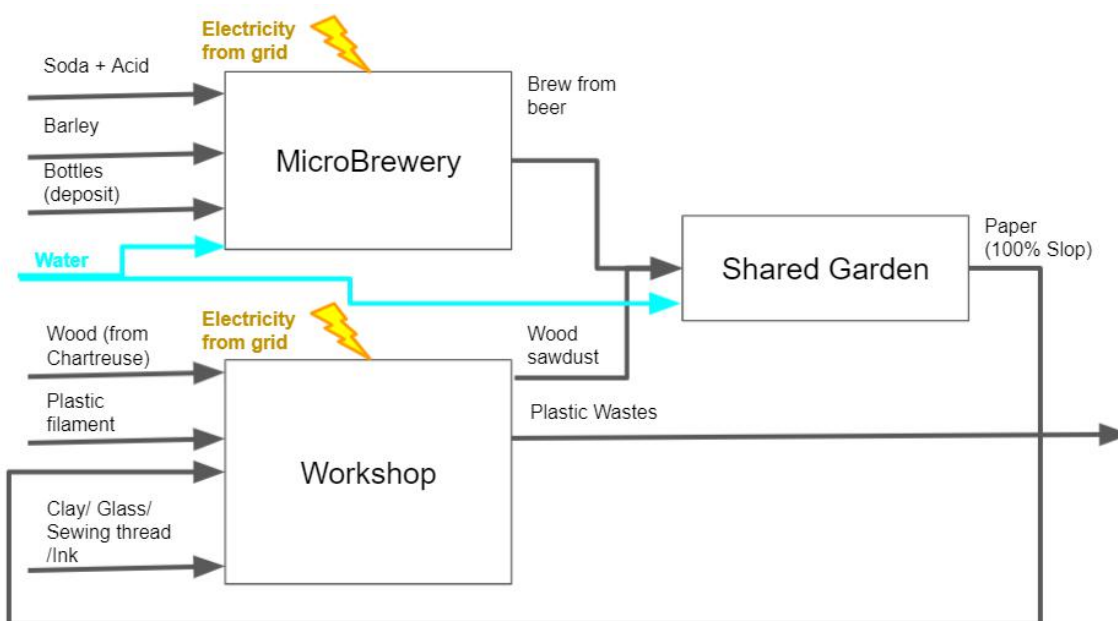 Electricity
from grid
Soda + Acid
Barley
Bottles
(deposit)
Water
MicroBrewery
Brew from
beer
Shared Garden
Paper
(100% Slop)
Electricity
from grid
Wood (from
Chartreuse)
Plastic
filament
Clay/ Glass/
Sewing thread
/Ink
Workshop
Wood
sawdust
Plastic Wastes